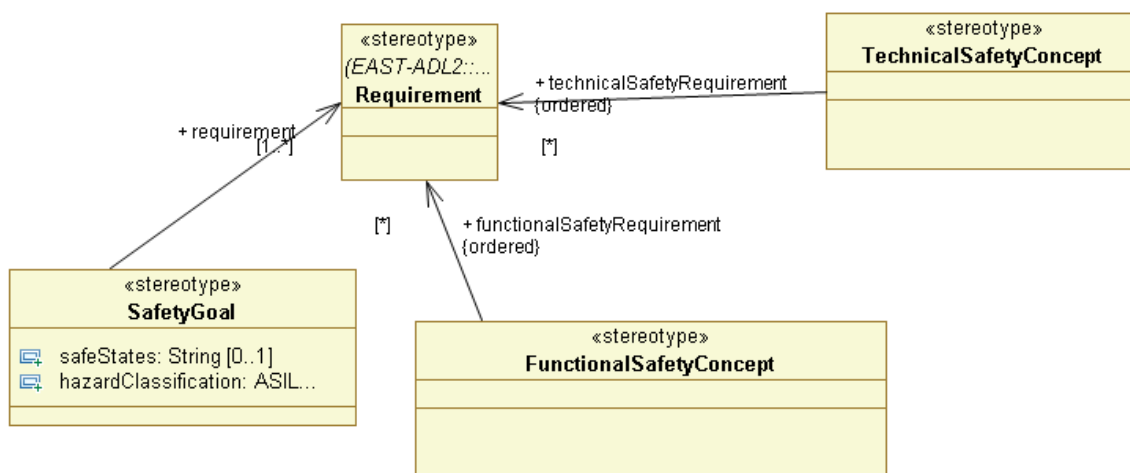 «stereotype»
(EAST-ADL2::...
Requirement
«stereotype»
TechnicalSafetyConcept
+ technicalSafetyRequirement
{ordered}
[*]
+ requirement
[1..*]
[*]
+ functionalSafetyRequirement
{ordered}
«stereotype»
SafetyGoal
safeStates: String [0..1]
hazardClassification: ASIL...
«stereotype»
FunctionalSafetyConcept